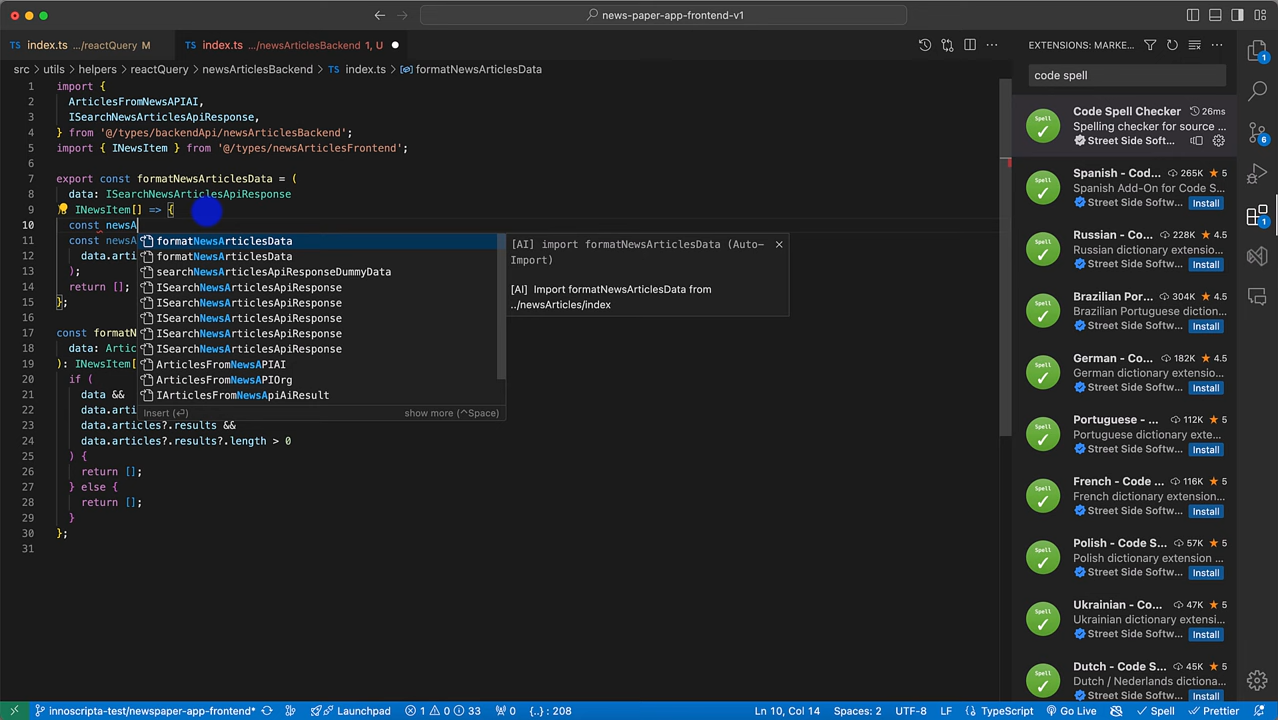 news-paper-app-frontend-v1
TS index.ts .../reactQuery M
TS index.ts .../newsArticlesBackend 1, U
src > utils > helpers > reactQuery > newsArticlesBackend > TS index.ts > formatNewsArticlesData
1 import {
2 ArticlesFromNewsAPIAI,
3 ISearchNewsArticlesApiResponse,
4 } from '@/types/backendApi/newsArticlesBackend';
5 import { INewsItem } from '@/types/newsArticlesFrontend';
6
7 export const formatNewsArticlesData = (
8 data: ISearchNewsArticlesApiResponse
9 ): INewsItem[] => {
10 const newsA
11 const newsA
12 data.arti
13 );
14 return [];
15 };
16
17 const formatN
18 data: Artic
19 ): INewsItem[
20 if (
21 data &&
22 data.arti
23 data.articles?.results &&
24 data.articles?.results?.length > 0
25 ) {
26 return [];
27 } else {
28 return [];
29 }
30 };
31
formatNewsArticlesData
formatNewsArticlesData
searchNewsArticlesApiResponseDummyData
ISearchNewsArticlesApiResponse
ISearchNewsArticlesApiResponse
ISearchNewsArticlesApiResponse
ISearchNewsArticlesApiResponse
ISearchNewsArticlesApiResponse
ArticlesFromNewsAPIAI
ArticlesFromNewsAPIOrg
IArticlesFromNewsApiAiResult
Insert (⏎) show more (^Space)
[AI] import formatNewsArticlesData (Auto-
Import)
[AI] Import formatNewsArticlesData from
../newsArticles/index
EXTENSIONS: MARKE...
code spell
Code Spell Checker 26ms
Spelling checker for source ...
Street Side Soft...
Spanish - Cod... 265K 5
Spanish Add-On for Code S...
Street Side Softw... Install
Russian - Cod... 228K 4.5
Russian dictionary extension...
Street Side Softw... Install
Brazilian Por... 304K 4.5
Brazilian Portuguese diction...
Street Side Softw... Install
German - Co... 182K 4.5
German dictionary extensio...
Street Side Softw... Install
Portuguese - ... 112K 5
Portuguese dictionary exte...
Street Side Softw... Install
French - Code ... 116K 5
French dictionary extension...
Street Side Softw... Install
Polish - Code S... 57K 5
Polish dictionary extension ...
Street Side Softw... Install
Ukrainian - Co... 47K 5
Ukrainian dictionary extensi...
Street Side Softw... Install
Dutch - Code S... 45K 5
Dutch / Nederlands dictiona...
Street Side Softw... Install
1
6
1
innoscripta-test/newspaper-app-frontend* Launchpad 1 0 33 0 {..} : 208 Ln 10, Col 14 Spaces: 2 UTF-8 LF {} TypeScript Go Live Spell Prettier